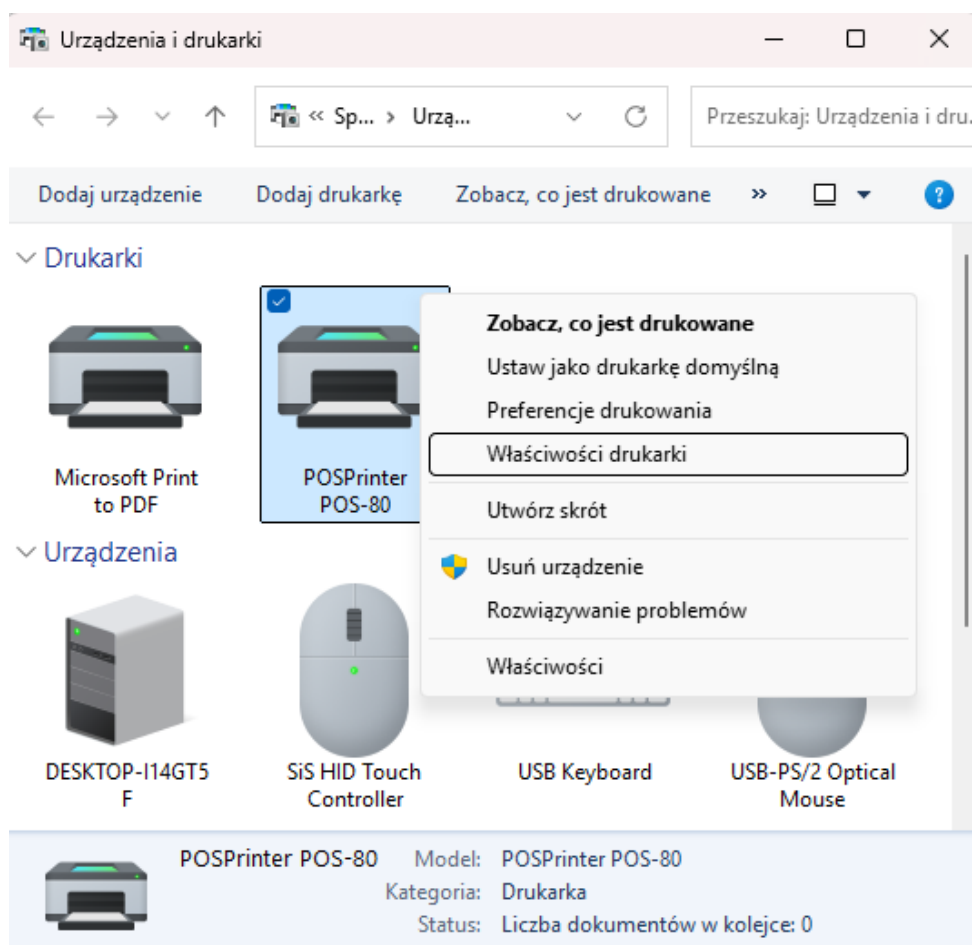 Urządzenia i drukarki
« Sp... › Urzą...
Przeszukaj: Urządzenia i dru.
Dodaj urządzenie
Dodaj drukarkę
Zobacz, co jest drukowane
»
?
Drukarki
Microsoft Print
to PDF
POSPrinter
POS-80
Zobacz, co jest drukowane
Ustaw jako drukarkę domyślną
Preferencje drukowania
Właściwości drukarki
Utwórz skrót
Usuń urządzenie
Rozwiązywanie problemów
Właściwości
Urządzenia
DESKTOP-I14GT5
F
SiS HID Touch
Controller
USB Keyboard
USB-PS/2 Optical
Mouse
POSPrinter POS-80
Model: POSPrinter POS-80
Kategoria: Drukarka
Status: Liczba dokumentów w kolejce: 0